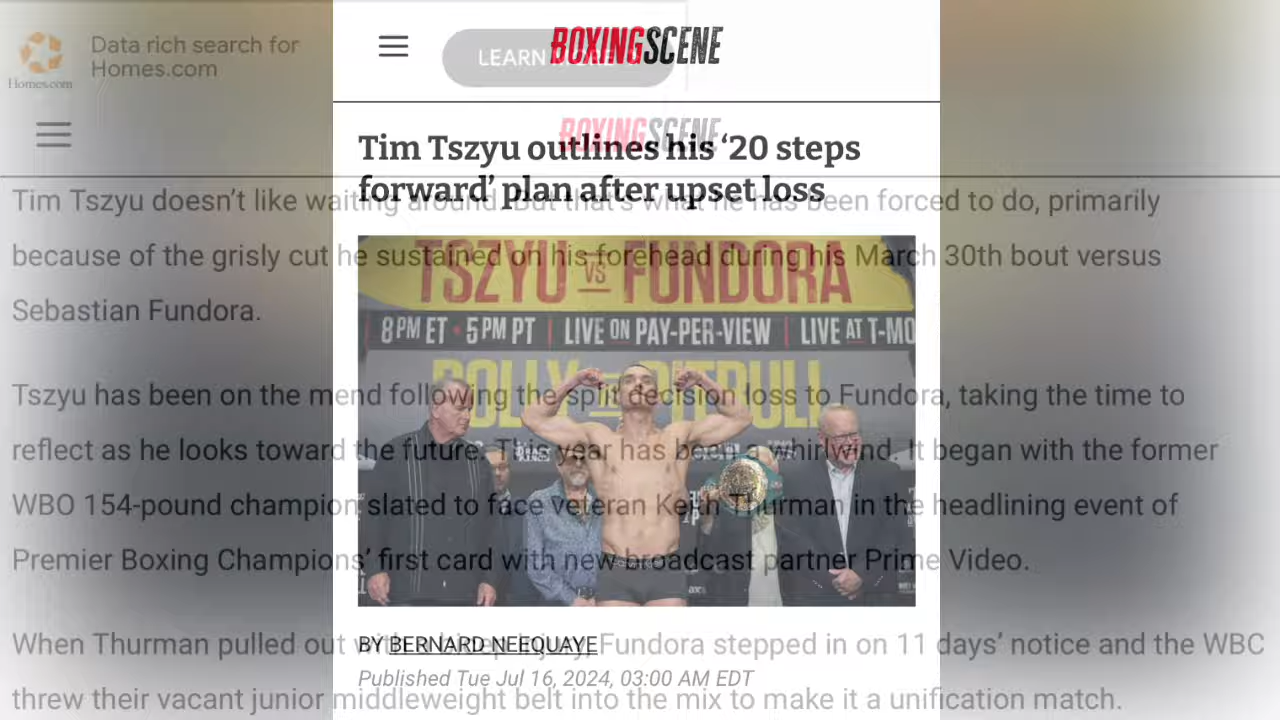 Data rich search for
Homes.com
Homes.com
LEARN MORE
BOXINGSCENE
BOXINGSCENE
Tim Tszyu outlines his ‘20 steps
forward’ plan after upset loss
Tim Tszyu doesn’t like waiting around. But that’s what he has been forced to do, primarily
because of the grisly cut he sustained on his forehead during his March 30th bout versus
Sebastian Fundora.
TSZYU VS FUNDORA
8PM ET • 5PM PT | LIVE ON PAY-PER-VIEW | LIVE AT T-MO
ROLLY PITBULL
Tszyu has been on the mend following the split decision loss to Fundora, taking the time to
reflect as he looks toward the future. This year has been a whirlwind. It began with the former
WBO 154-pound champion slated to face veteran Keith Thurman in the headlining event of
Premier Boxing Champions’ first card with new broadcast partner Prime Video.
BY BERNARD NEEQUAYE
Published Tue Jul 16, 2024, 03:00 AM EDT
When Thurman pulled out with a biceps injury, Fundora stepped in on 11 days’ notice and the WBC
threw their vacant junior middleweight belt into the mix to make it a unification match.